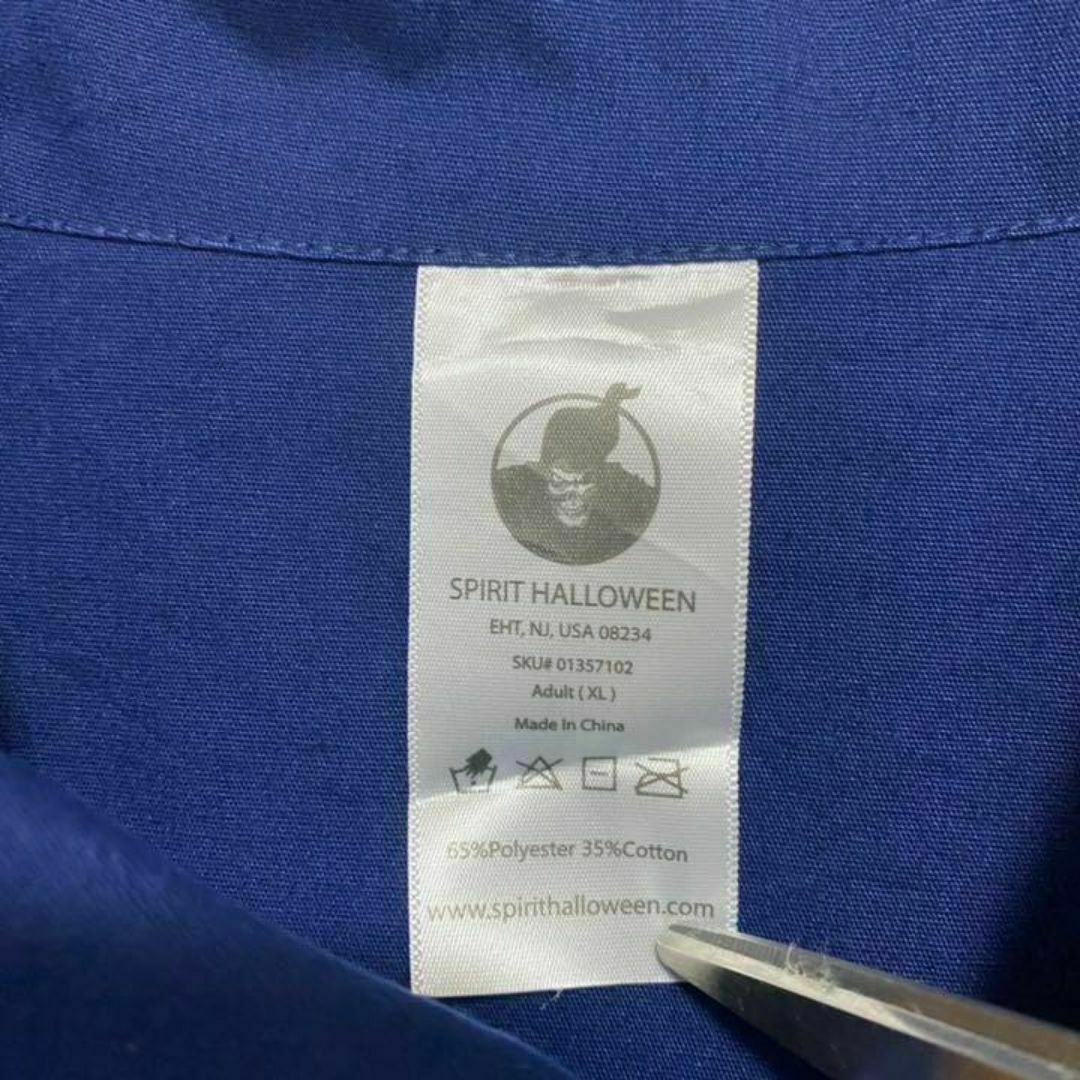 SPIRIT HALLOWEEN
EHT, NJ, USA 08234
SKU# 01357102
Adult ( XL )
Made In China
65%Polyester 35%Cotton
www.spirithalloween.com